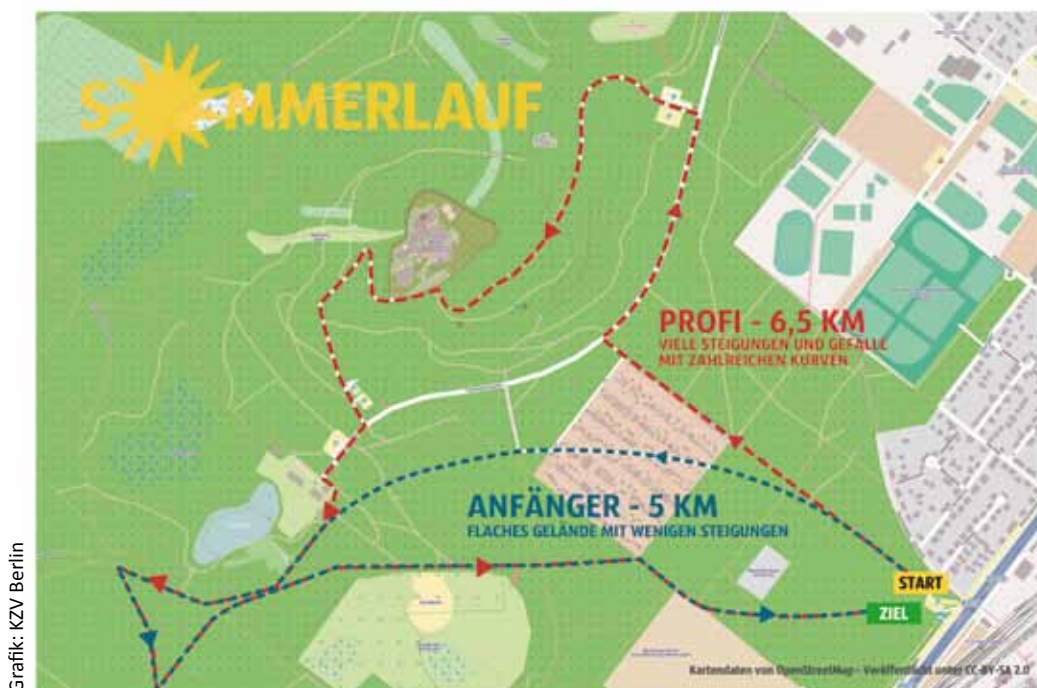 SOMMERLAUF
PROFI - 6,5 KM
VIELE STEIGUNGEN UND GEFÄLLE
MIT ZAHLREICHEN KURVEN
ANFÄNGER - 5 KM
FLACHES GELÄNDE MIT WENIGEN STEIGUNGEN
START
ZIEL
Kartendaten von OpenStreetMap - Veröffentlicht unter CC-BY-SA 2.0
Grafik: KZV Berlin